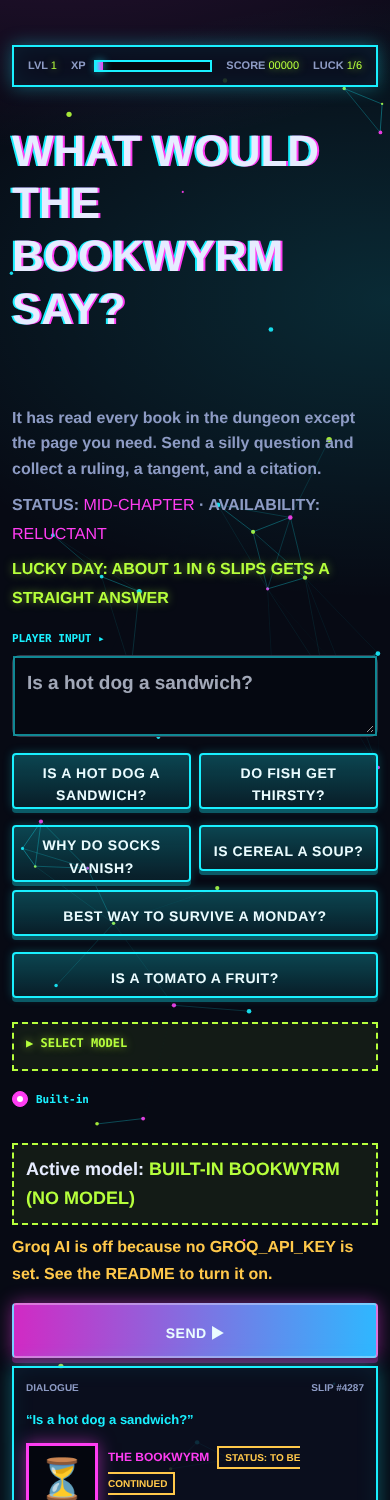 LVL 1 XP SCORE 00000 LUCK 1/6
WHAT WOULD
THE
BOOKWYRM
SAY?
It has read every book in the dungeon except
the page you need. Send a silly question and
collect a ruling, a tangent, and a citation.
STATUS: MID-CHAPTER · AVAILABILITY:
RELUCTANT
LUCKY DAY: ABOUT 1 IN 6 SLIPS GETS A
STRAIGHT ANSWER
PLAYER INPUT ▸
Is a hot dog a sandwich?
IS A HOT DOG A
SANDWICH?
DO FISH GET
THIRSTY?
WHY DO SOCKS
VANISH?
IS CEREAL A SOUP?
BEST WAY TO SURVIVE A MONDAY?
IS A TOMATO A FRUIT?
▶ SELECT MODEL
Built-in
Active model: BUILT-IN BOOKWYRM
(NO MODEL)
Groq AI is off because no GROQ_API_KEY is
set. See the README to turn it on.
SEND ▶
DIALOGUE SLIP #4287
“Is a hot dog a sandwich?”
THE BOOKWYRM STATUS: TO BE
CONTINUED